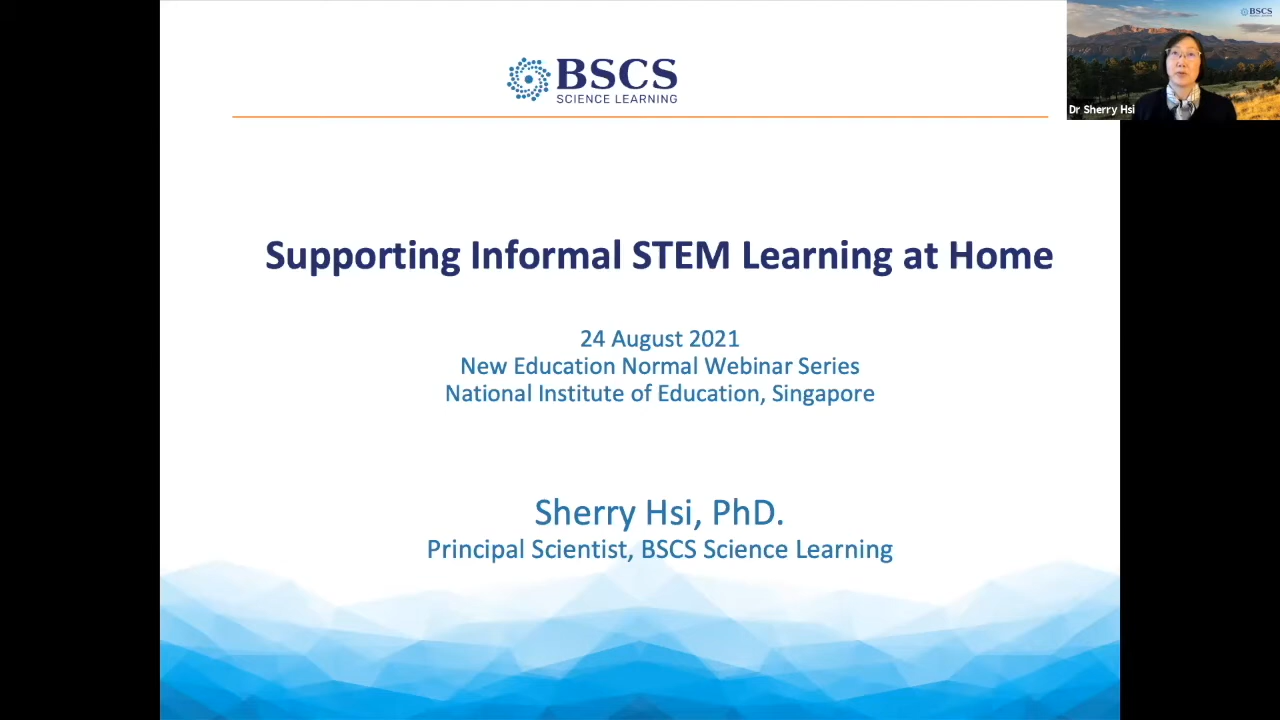 BSCS
SCIENCE LEARNING
BSCS
Dr Sherry Hsi
Supporting Informal STEM Learning at Home
24 August 2021
New Education Normal Webinar Series
National Institute of Education, Singapore
Sherry Hsi, PhD.
Principal Scientist, BSCS Science Learning